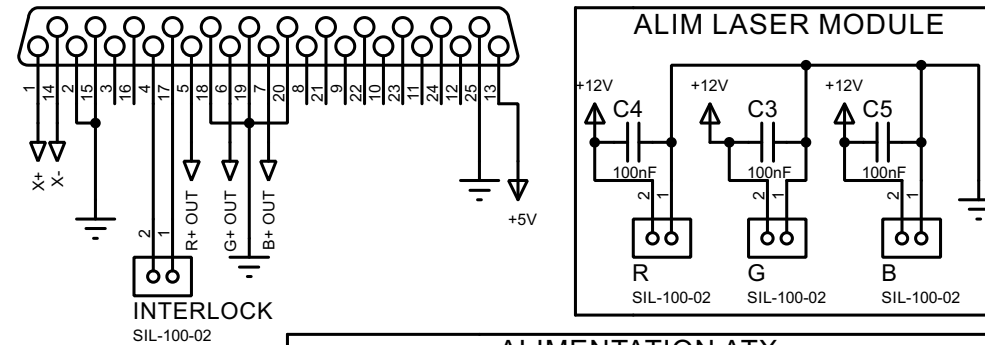 1
14
2
15
3
16
4
17
5
18
6
19
7
20
8
21
9
22
10
23
11
24
12
25
13
X+
X-
R+ OUT
G+ OUT
B+ OUT
+5V
2
1
INTERLOCK
SIL-100-02
ALIM LASER MODULE
+12V
+12V
+12V
C4
C3
C5
100nF
100nF
100nF
2
1
2
1
2
1
R
G
B
SIL-100-02
SIL-100-02
SIL-100-02
ALIMENTATION ATX